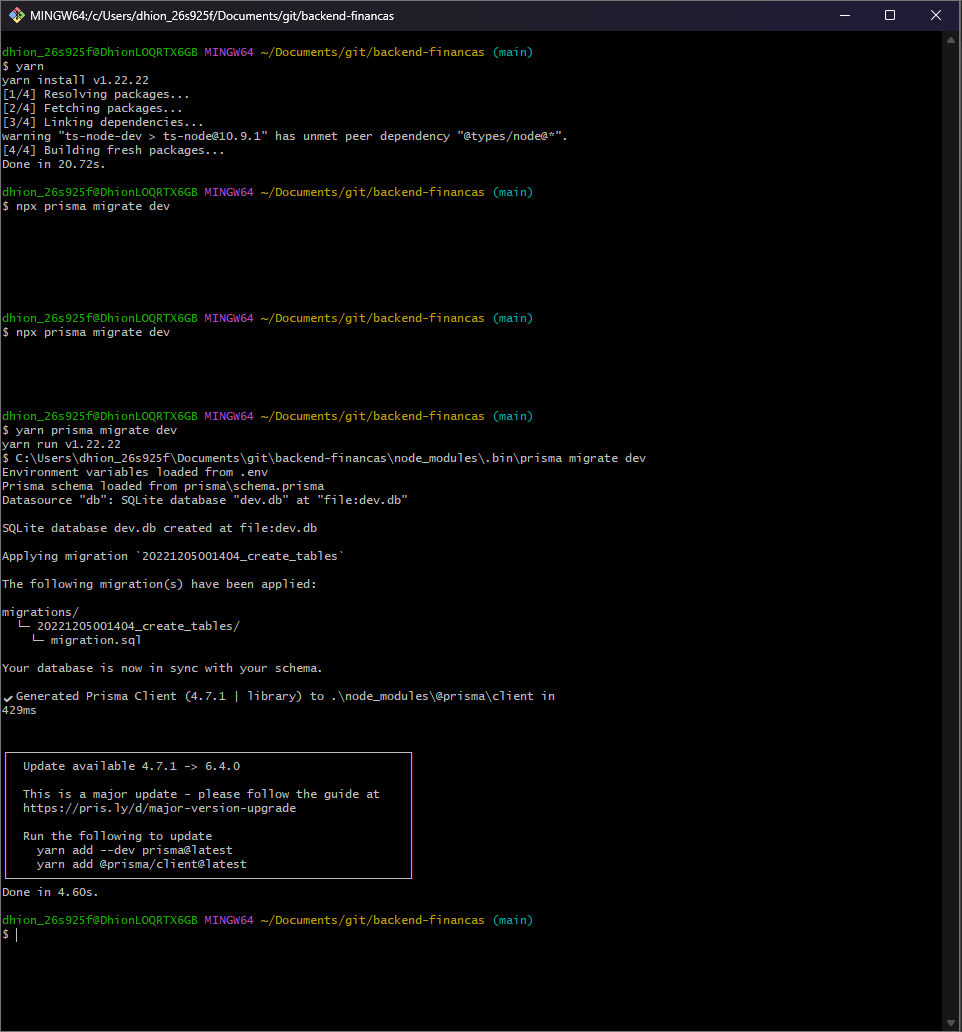 MINGW64:/c/Users/dhion_26s925f/Documents/git/backend-financas
dhion_26s925f@DhionLOQRTX6GB MINGW64 ~/Documents/git/backend-financas (main)
$ yarn
yarn install v1.22.22
[1/4] Resolving packages...
[2/4] Fetching packages...
[3/4] Linking dependencies...
warning "ts-node-dev > ts-node@10.9.1" has unmet peer dependency "@types/node@*".
[4/4] Building fresh packages...
Done in 20.72s.
dhion_26s925f@DhionLOQRTX6GB MINGW64 ~/Documents/git/backend-financas (main)
$ npx prisma migrate dev
dhion_26s925f@DhionLOQRTX6GB MINGW64 ~/Documents/git/backend-financas (main)
$ npx prisma migrate dev
dhion_26s925f@DhionLOQRTX6GB MINGW64 ~/Documents/git/backend-financas (main)
$ yarn prisma migrate dev
yarn run v1.22.22
$ C:\Users\dhion_26s925f\Documents\git\backend-financas\node_modules\.bin\prisma migrate dev
Environment variables loaded from .env
Prisma schema loaded from prisma\schema.prisma
Datasource "db": SQLite database "dev.db" at "file:dev.db"
SQLite database dev.db created at file:dev.db
Applying migration `20221205001404_create_tables`
The following migration(s) have been applied:
migrations/
└─ 20221205001404_create_tables/
└─ migration.sql
Your database is now in sync with your schema.
✔ Generated Prisma Client (4.7.1 | library) to .\node_modules\@prisma\client in
429ms
Update available 4.7.1 -> 6.4.0
This is a major update - please follow the guide at
https://pris.ly/d/major-version-upgrade
Run the following to update
yarn add --dev prisma@latest
yarn add @prisma/client@latest
Done in 4.60s.
dhion_26s925f@DhionLOQRTX6GB MINGW64 ~/Documents/git/backend-financas (main)
$